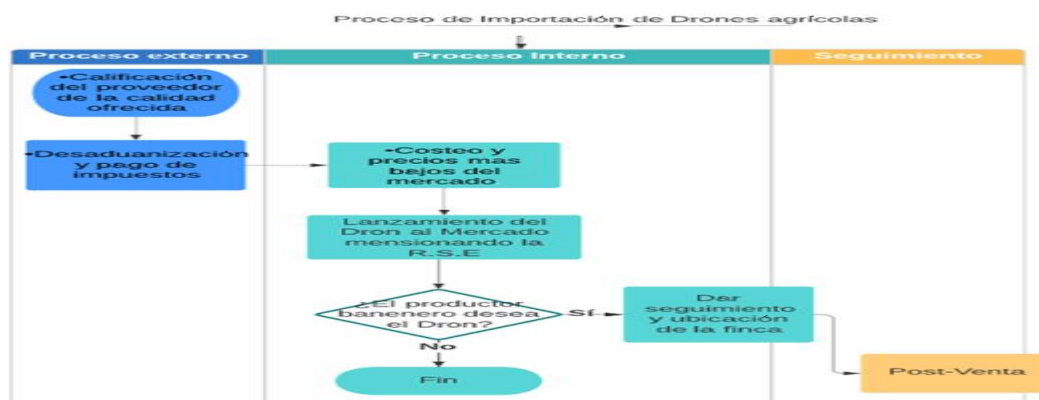 Proceso de Importación de Drones agrícolas
Proceso externo
Proceso Interno
Seguimiento
•Calificación
del proveedor
de la calidad
ofrecida
•Desaduanización
y pago de
impuestos
•Costeo y
precios mas
bajos del
mercado
Lanzamiento del
Dron al Mercado
mensionando la
R.S.E
¿El productor
banenero desea
el Dron?
Sí
No
Fin
Dar
seguimiento
y ubicación
de la finca
Post-Venta